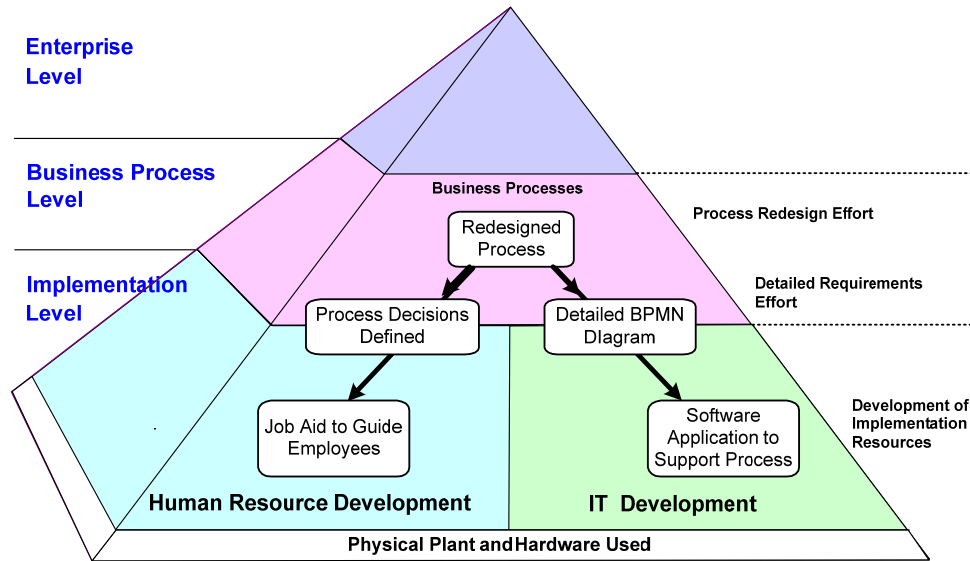 Enterprise
Level
Business Process
Level
Business Processes
Process Redesign Effort
Redesigned
Process
Implementation
Level
Detailed Requirements
Effort
Process Decisions
Defined
Detailed BPMN
DIagram
Job Aid to Guide
Employees
Software
Application to
Support Process
Development of
Implementation
Resources
Human Resource Development
IT Development
Physical Plant and Hardware Used